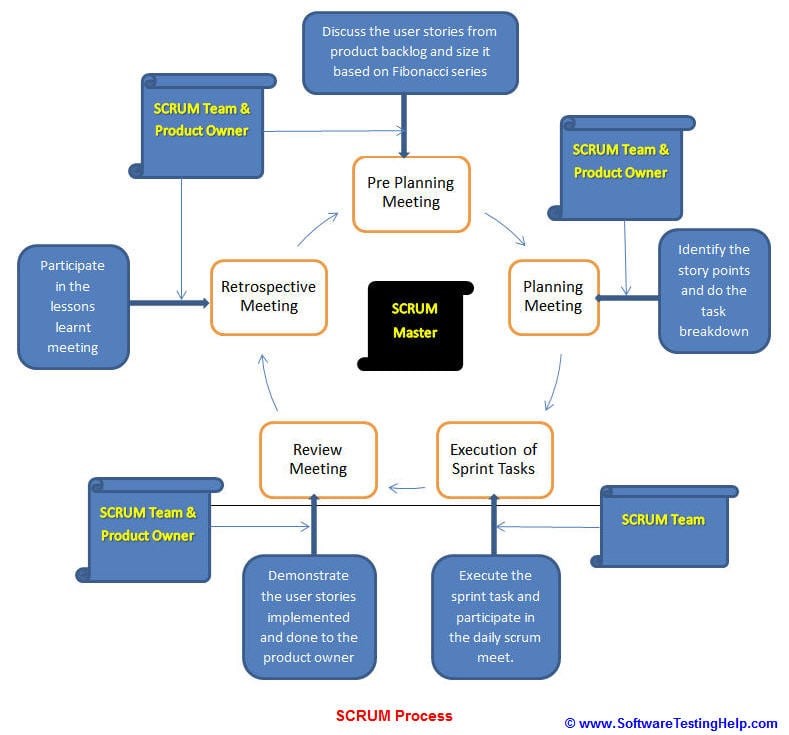 Discuss the user stories from
product backlog and size it
based on Fibonacci series
SCRUM Team &
Product Owner
SCRUM Team &
Product Owner
Pre Planning
Meeting
Participate
in the
lessons
learnt
meeting
Retrospective
Meeting
SCRUM
Master
Planning
Meeting
Identify the
story points
and do the
task
breakdown
Review
Meeting
Execution of
Sprint Tasks
SCRUM Team &
Product Owner
SCRUM Team
Demonstrate
the user stories
implemented
and done to the
product owner
Execute the
sprint task and
participate in
the daily scrum
meet.
SCRUM Process
© www.SoftwareTestingHelp.com